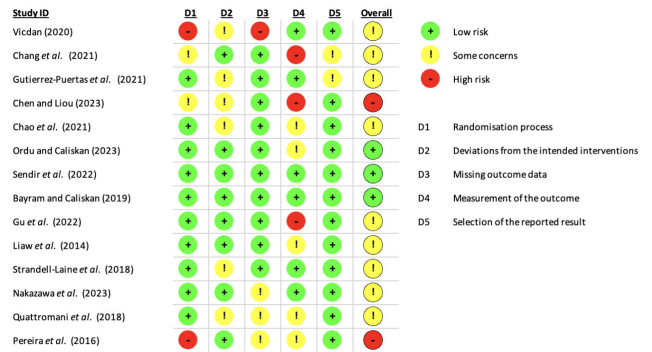 Study ID D1 D2 D3 D4 D5 Overall
Vicdan (2020) - ! - + + !
+ Low risk
Chang et al. (2021) ! + + - ! !
! Some concerns
Gutierrez-Puertas et al. (2021) + ! + + ! !
- High risk
Chen and Liou (2023) ! ! + - + -
Chao et al. (2021) + ! + ! + !
D1 Randomisation process
Ordu and Caliskan (2023) + + + ! + +
D2 Deviations from the intended interventions
Sendir et al. (2022) + + + + + +
D3 Missing outcome data
Bayram and Caliskan (2019) + + + + + +
D4 Measurement of the outcome
Gu et al. (2022) + + + - + !
D5 Selection of the reported result
Liaw et al. (2014) + + + ! + !
Strandell-Laine et al. (2018) + ! + + + !
Nakazawa et al. (2023) + + ! + + !
Quattromani et al. (2018) + ! ! ! + !
Pereira et al. (2016) - + ! ! + -